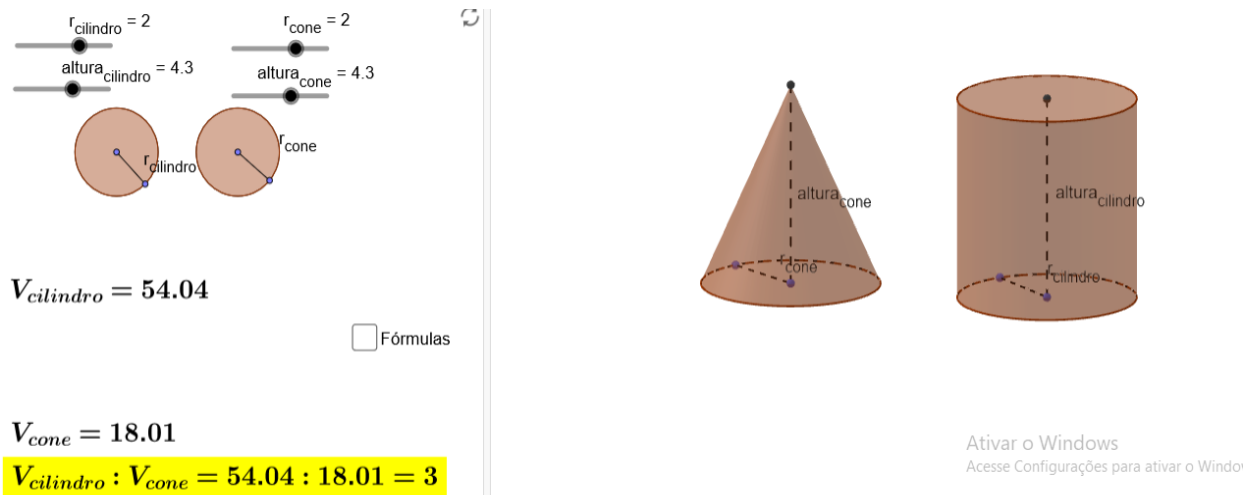 r_cilindro = 2
r_cone = 2
altura_cilindro = 4.3
altura_cone = 4.3
r_cilindro
r_cone
V_cilindro = 54.04
Fórmulas
V_cone = 18.01
V_cilindro : V_cone = 54.04 : 18.01 = 3
altura_cone
r_cone
altura_cilindro
r_cilindro
Ativar o Windows
Acesse Configurações para ativar o Windo